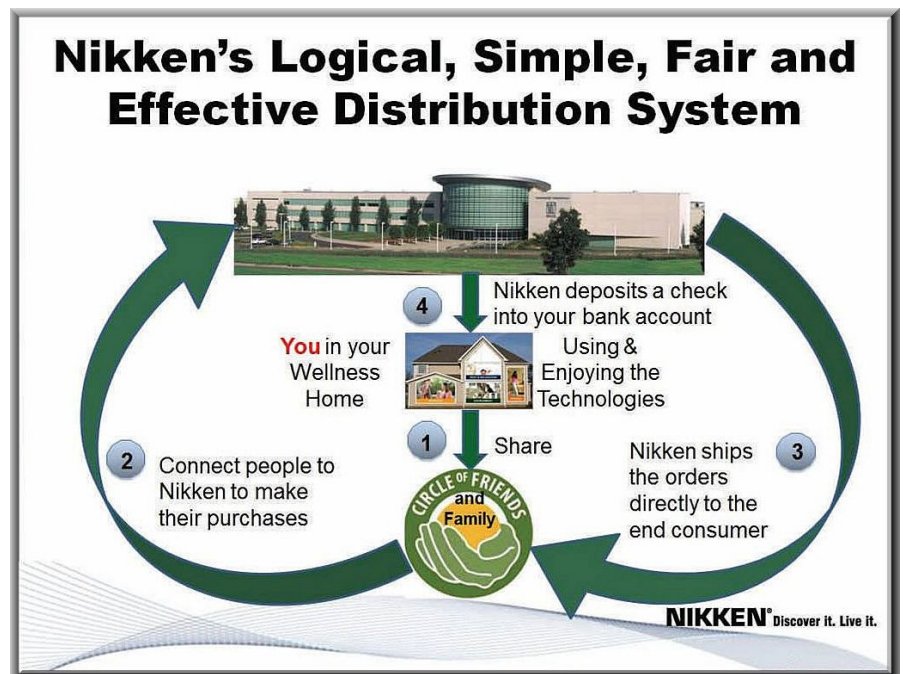 Nikken’s Logical, Simple, Fair and
Effective Distribution System
4
Nikken deposits a check
into your bank account
You in your
Wellness
Home
Using &
Enjoying the
Technologies
1
Share
2
Connect people to
Nikken to make
their purchases
3
Nikken ships
the orders
directly to the
end consumer
CIRCLE OF FRIENDS
and
Family
NIKKEN® Discover it. Live it.